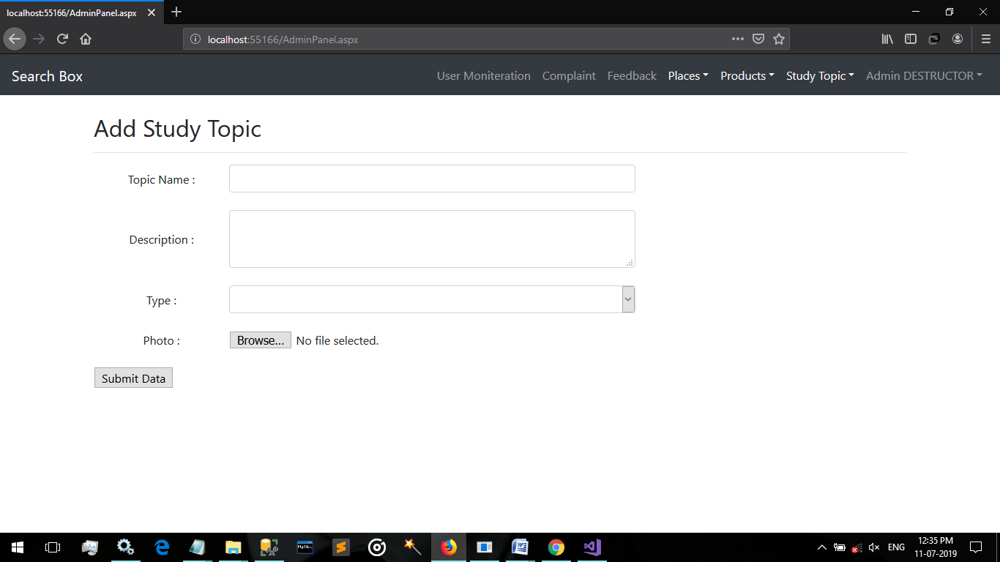 localhost:55166/AdminPanel.aspx
localhost:55166/AdminPanel.aspx
Search Box User Moniteration Complaint Feedback Places Products Study Topic Admin DESTRUCTOR
Add Study Topic
Topic Name :
Description :
Type :
Photo : Browse... No file selected.
Submit Data
MySQL
ENG
12:35 PM
11-07-2019